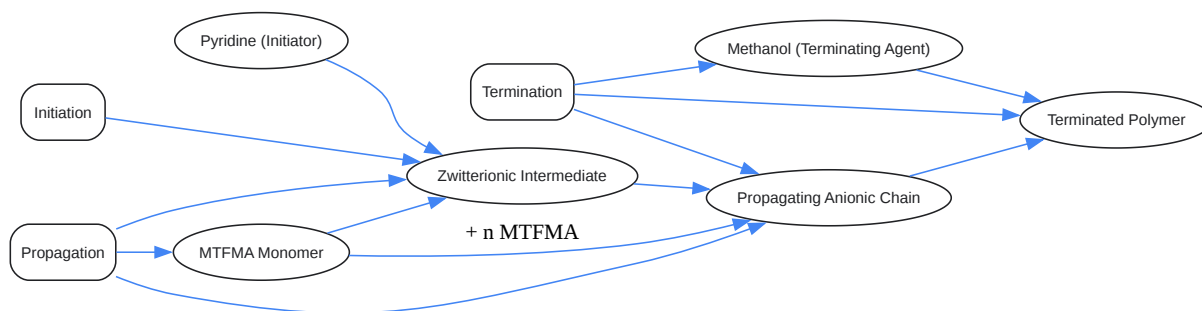 Pyridine (Initiator)
Methanol (Terminating Agent)
Initiation
Termination
Terminated Polymer
Zwitterionic Intermediate
Propagating Anionic Chain
+ n MTFMA
Propagation
MTFMA Monomer